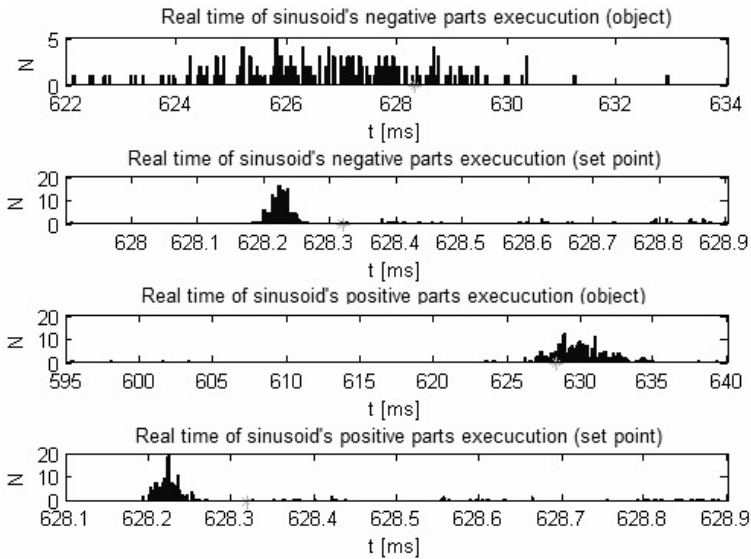 Real time of sinusoid's negative parts execucution (object)
5
N
0
622 624 626 628 630 632 634
t [ms]
Real time of sinusoid's negative parts execucution (set point)
20
10
N
0
628 628.1 628.2 628.3 628.4 628.5 628.6 628.7 628.8 628.9
t [ms]
Real time of sinusoid's positive parts execucution (object)
20
10
N
0
595 600 605 610 615 620 625 630 635 640
t [ms]
Real time of sinusoid's positive parts execucution (set point)
20
10
N
0
628.1 628.2 628.3 628.4 628.5 628.6 628.7 628.8 628.9
t [ms]